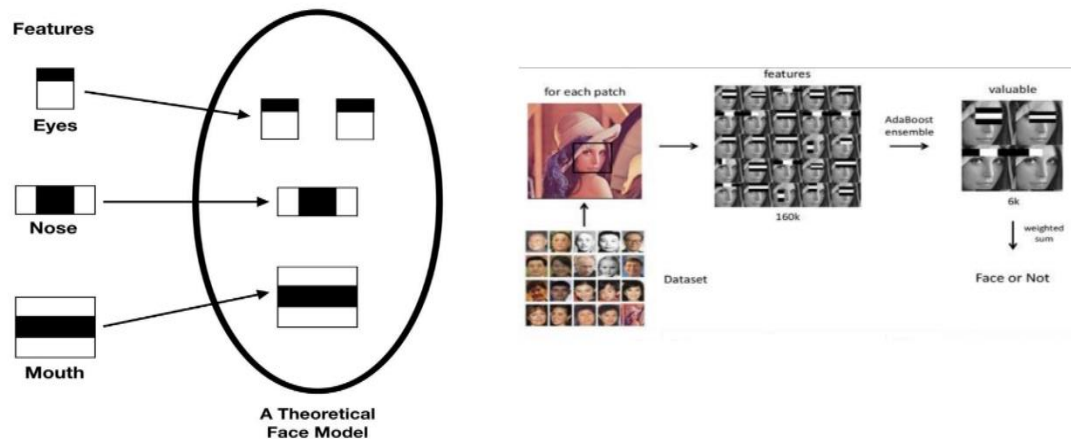 Features
Eyes
Nose
Mouth
A Theoretical
Face Model
for each patch
features
160k
AdaBoost
ensemble
valuable
6k
weighted
sum
Face or Not
Dataset